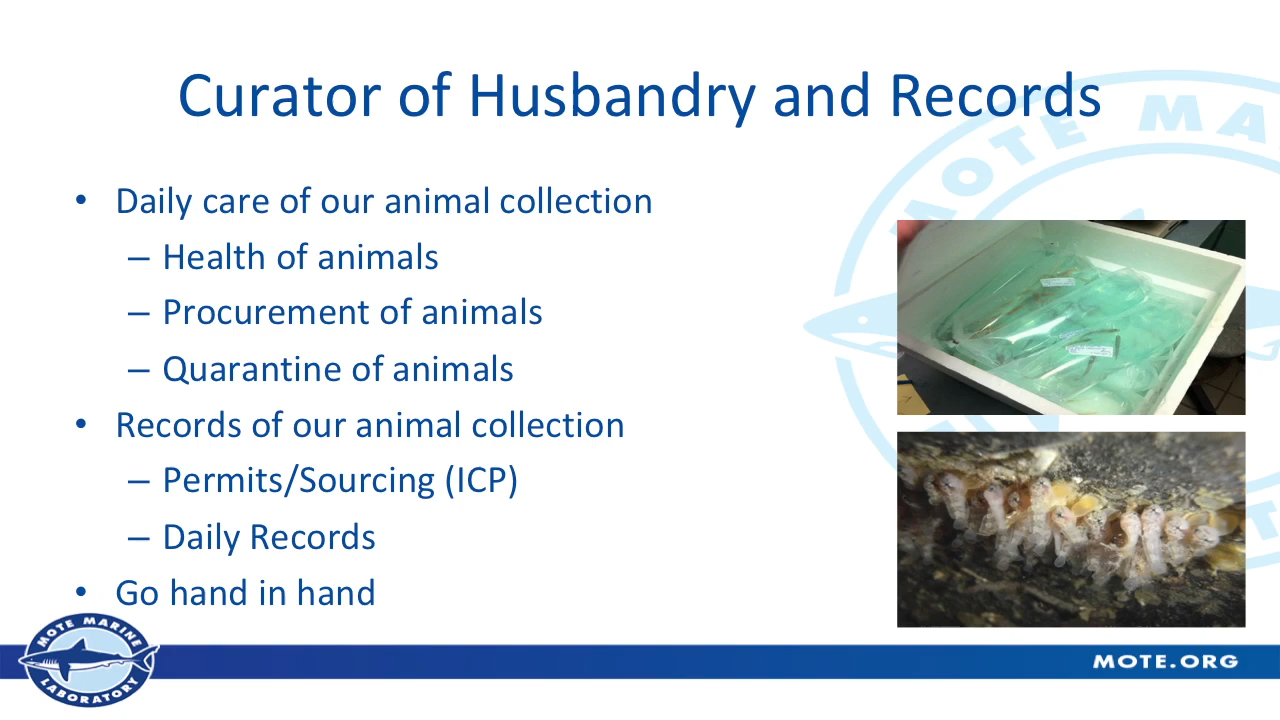 Curator of Husbandry and Records
• Daily care of our animal collection
– Health of animals
– Procurement of animals
– Quarantine of animals
• Records of our animal collection
– Permits/Sourcing (ICP)
– Daily Records
• Go hand in hand
MOTE MARINE
LABORATORY
MOTE.ORG
MOTE MA